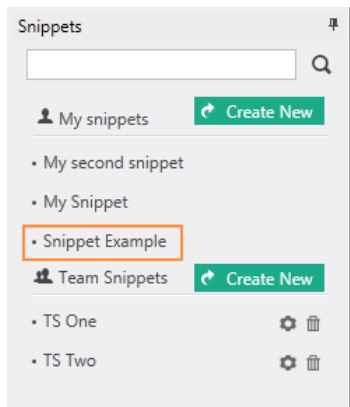 Snippets
My snippets Create New
• My second snippet
• My Snippet
• Snippet Example
Team Snippets Create New
• TS One
• TS Two